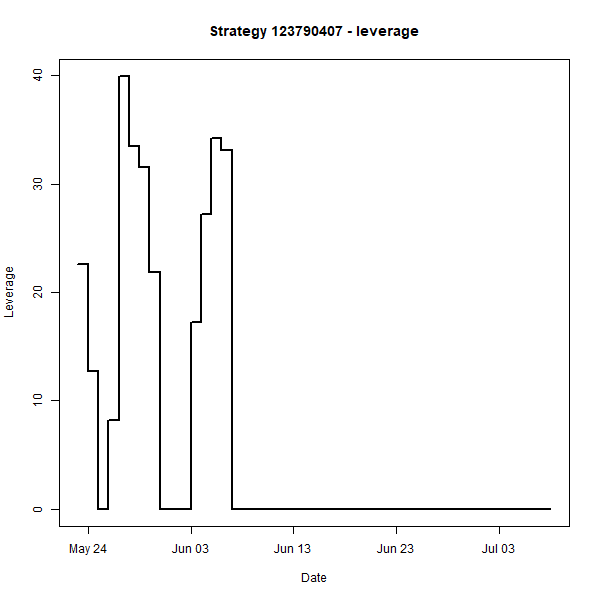 Strategy 123790407 - leverage
Leverage
40
30
20
10
0
May 24
Jun 03
Jun 13
Jun 23
Jul 03
Date